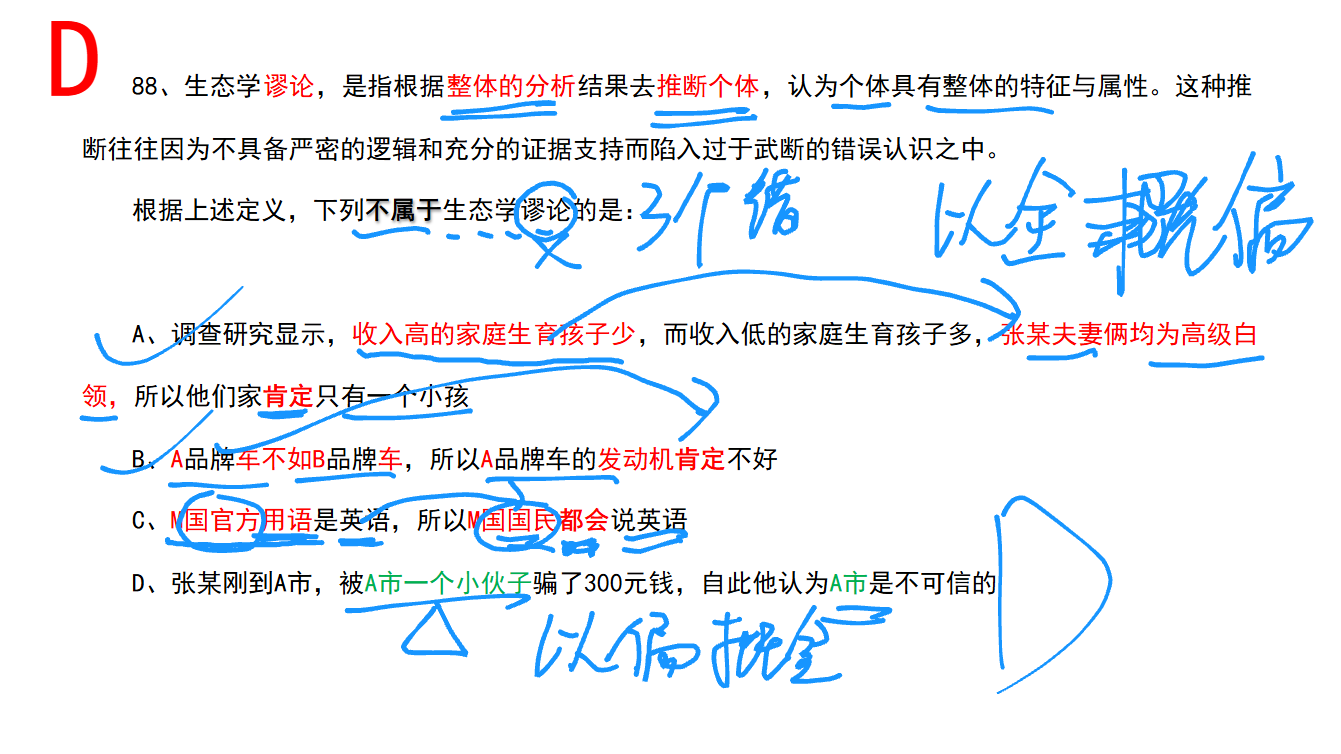 D
88、生态学谬论，是指根据整体的分析结果去推断个体，认为个体具有整体的特征与属性。这种推
断往往因为不具备严密的逻辑和充分的证据支持而陷入过于武断的错误认识之中。
根据上述定义，下列不属于生态学谬论的是：
3个错
以全概偏
A、调查研究显示，收入高的家庭生育孩子少，而收入低的家庭生育孩子多，张某夫妻俩均为高级白
领，所以他们家肯定只有一个小孩
B、A品牌车不如B品牌车，所以A品牌车的发动机肯定不好
C、M国官方用语是英语，所以M国国民都会说英语
D、张某刚到A市，被A市一个小伙子骗了300元钱，自此他认为A市是不可信的
D
以偏概全